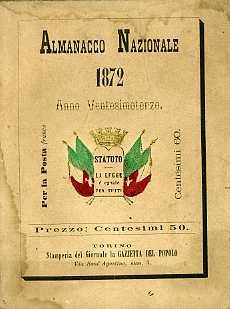 ALMANACCO NAZIONALE
1872
Anno Ventesimoterzo.
Per la Posta franco
STATUTO
LA LEGGE
è eguale
PER TUTTI
Centesimi 60.
Prezzo: Centesimi 50.
TORINO
Stamperia del Giornale la GAZZETTA DEL POPOLO
Via Sant' Agostino, num. 3.